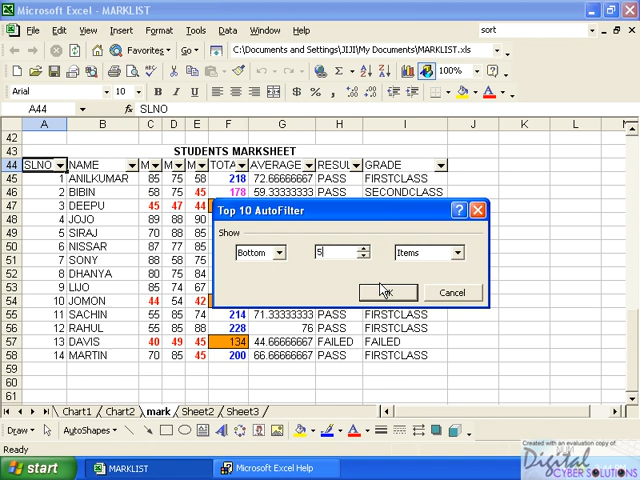 Microsoft Excel - MARKLIST
File Edit View Insert Format Tools Data Window Help sort
Favorites Go C:\Documents and Settings\JIJI\My Documents\MARKLIST.xls
100%
Arial 10 B I U $ % ,
A44 fx SLNO
A B C D E F G H I J K L
42
43 STUDENTS MARKSHEET
44 SLNO NAME M M M TOTA AVERAGE RESUL GRADE
45 1 ANILKUMAR 85 75 58 218 72.66666667 PASS FIRSTCLASS
46 2 BIBIN 55 78 45 178 59.33333333 PASS SECONDCLASS
47 3 DEEPU 45 47 44
48 4 JOJO 89 88 90
49 5 SIRAJ 70 88 55
50 6 NISSAR 87 77 57
51 7 SONY 88 58 56
52 8 DHANYA 80 75 84
53 9 LIJO 85 74 67
54 10 JOMON 44 54 42
55 11 SACHIN 55 85 74 214 71.33333333 PASS FIRSTCLASS
56 12 RAHUL 55 85 88 228 76 PASS FIRSTCLASS
57 13 DAVIS 40 49 45 134 44.66666667 FAILED FAILED
58 14 MARTIN 70 85 45 200 66.66666667 PASS FIRSTCLASS
59
60
61
Top 10 AutoFilter
Show
Bottom 5 Items
Cancel
Chart1 Chart2 mark Sheet2 Sheet3
Draw AutoShapes
Ready NUM
start MARKLIST Microsoft Excel Help
Created with an evaluation copy of
Digital
CYBER SOLUTIONS